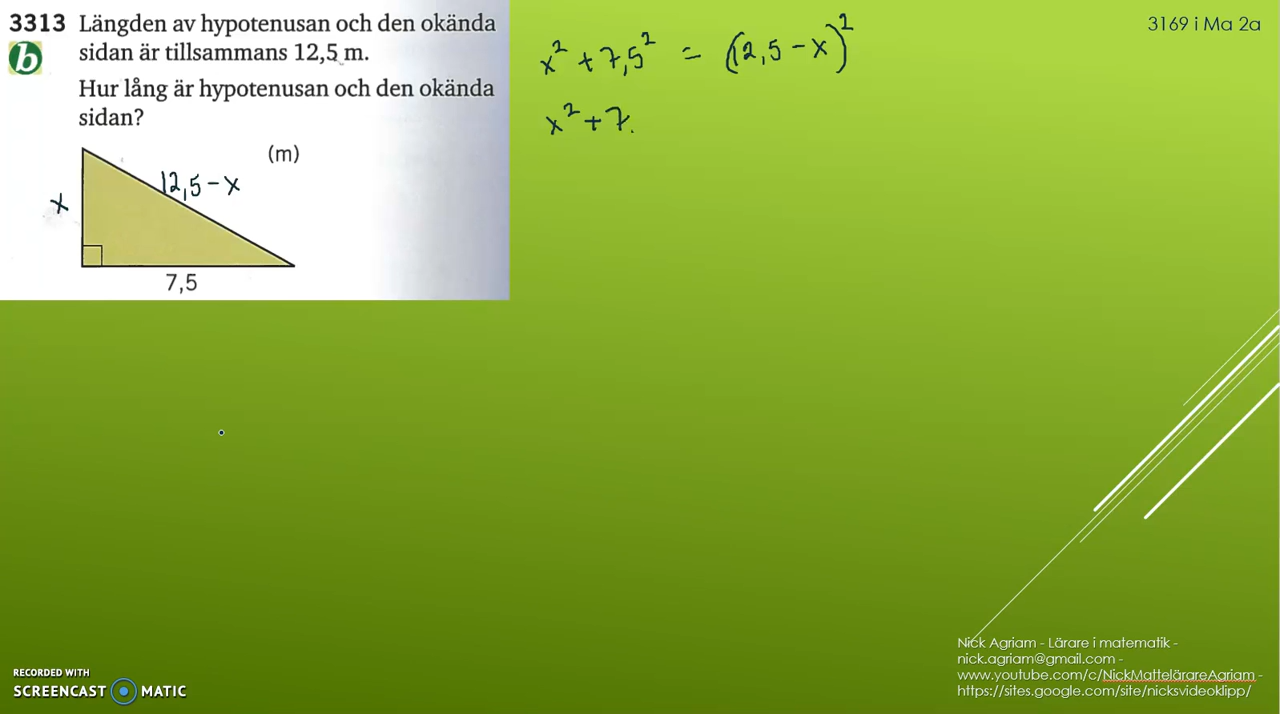 3313 Längden av hypotenusan och den okända
b sidan är tillsammans 12,5 m.
Hur lång är hypotenusan och den okända
sidan?
(m)
12,5 - x
x
7,5
x² + 7,5² = (12,5 - x)²
x² + 7.
3169 i Ma 2a
Nick Agriam - Lärare i matematik -
nick.agriam@gmail.com -
www.youtube.com/c/NickMattelärareAgriam -
https://sites.google.com/site/nicksvideoklipp/
RECORDED WITH
SCREENCAST MATIC